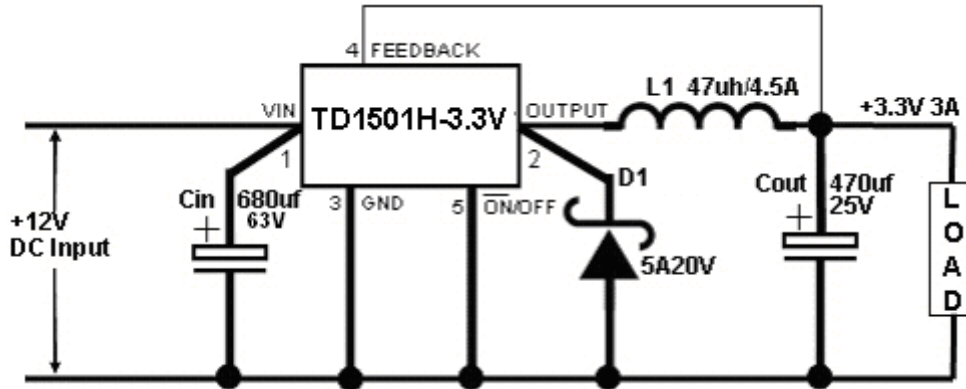 4 FEEDBACK
VIN
TD1501H-3.3V
OUTPUT
L1 47uh/4.5A
+3.3V 3A
1
2
Cin
680uf
63V
3
GND
5
ON/OFF
D1
Cout
470uf
25V
+
+
+12V
DC Input
5A20V
LOAD